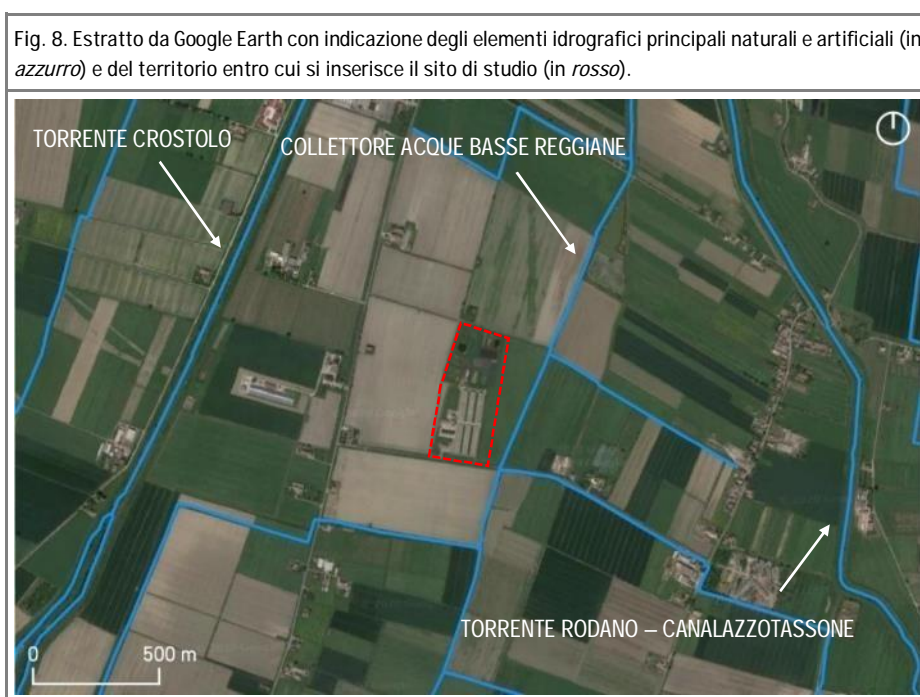 Fig. 8. Estratto da Google Earth con indicazione degli elementi idrografici principali naturali e artificiali (in
azzurro) e del territorio entro cui si inserisce il sito di studio (in rosso).
TORRENTE CROSTOLO
COLLETTORE ACQUE BASSE REGGIANE
TORRENTE RODANO – CANALAZZOTASSONE
0 500 m